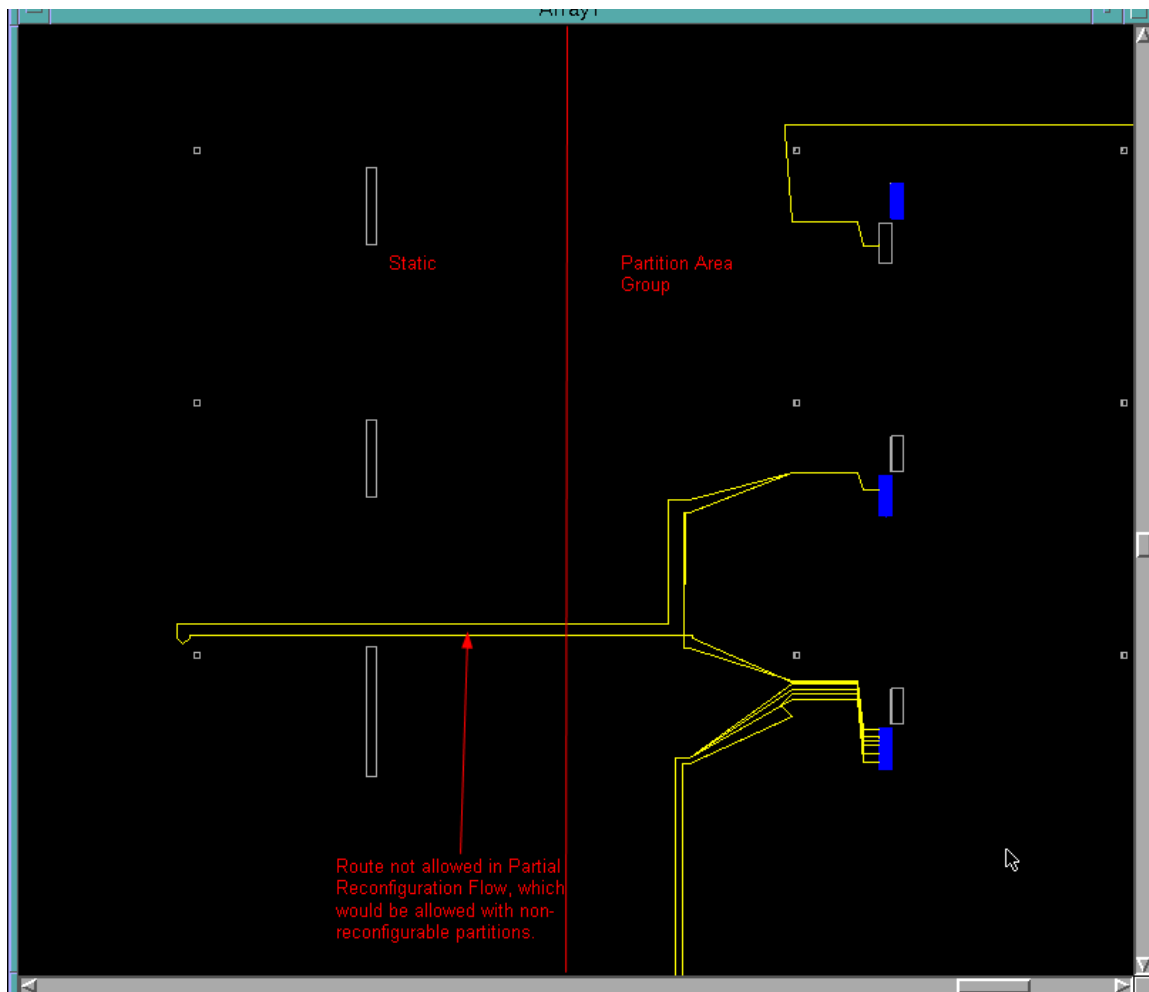 Array1
Static
Partition Area
Group
Route not allowed in Partial
Reconfiguration Flow, which
would be allowed with non-
reconfigurable partitions.